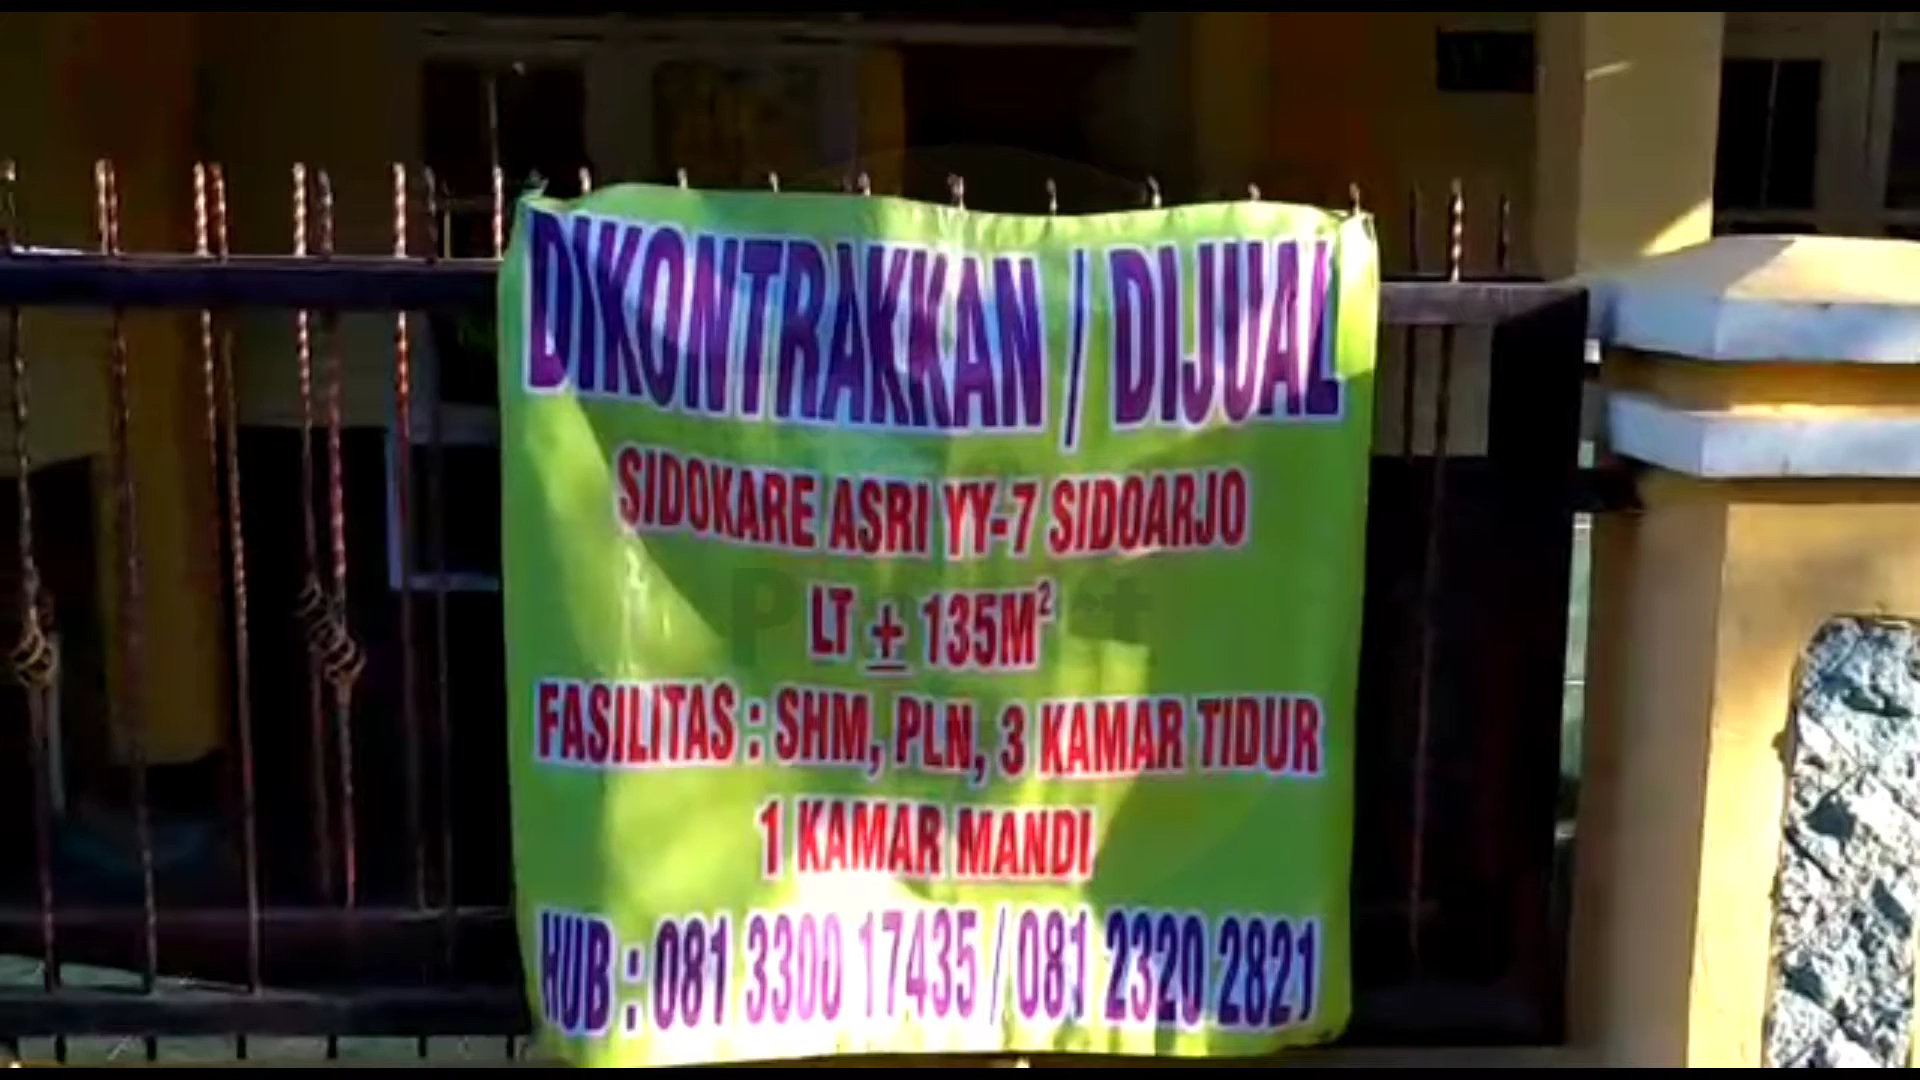 DIKONTRAKKAN / DIJUAL
SIDOKARE ASRI YY-7 SIDOARJO
LT ± 135M²
FASILITAS : SHM, PLN, 3 KAMAR TIDUR
1 KAMAR MANDI
HUB : 081 3300 17435 / 081 2320 2821